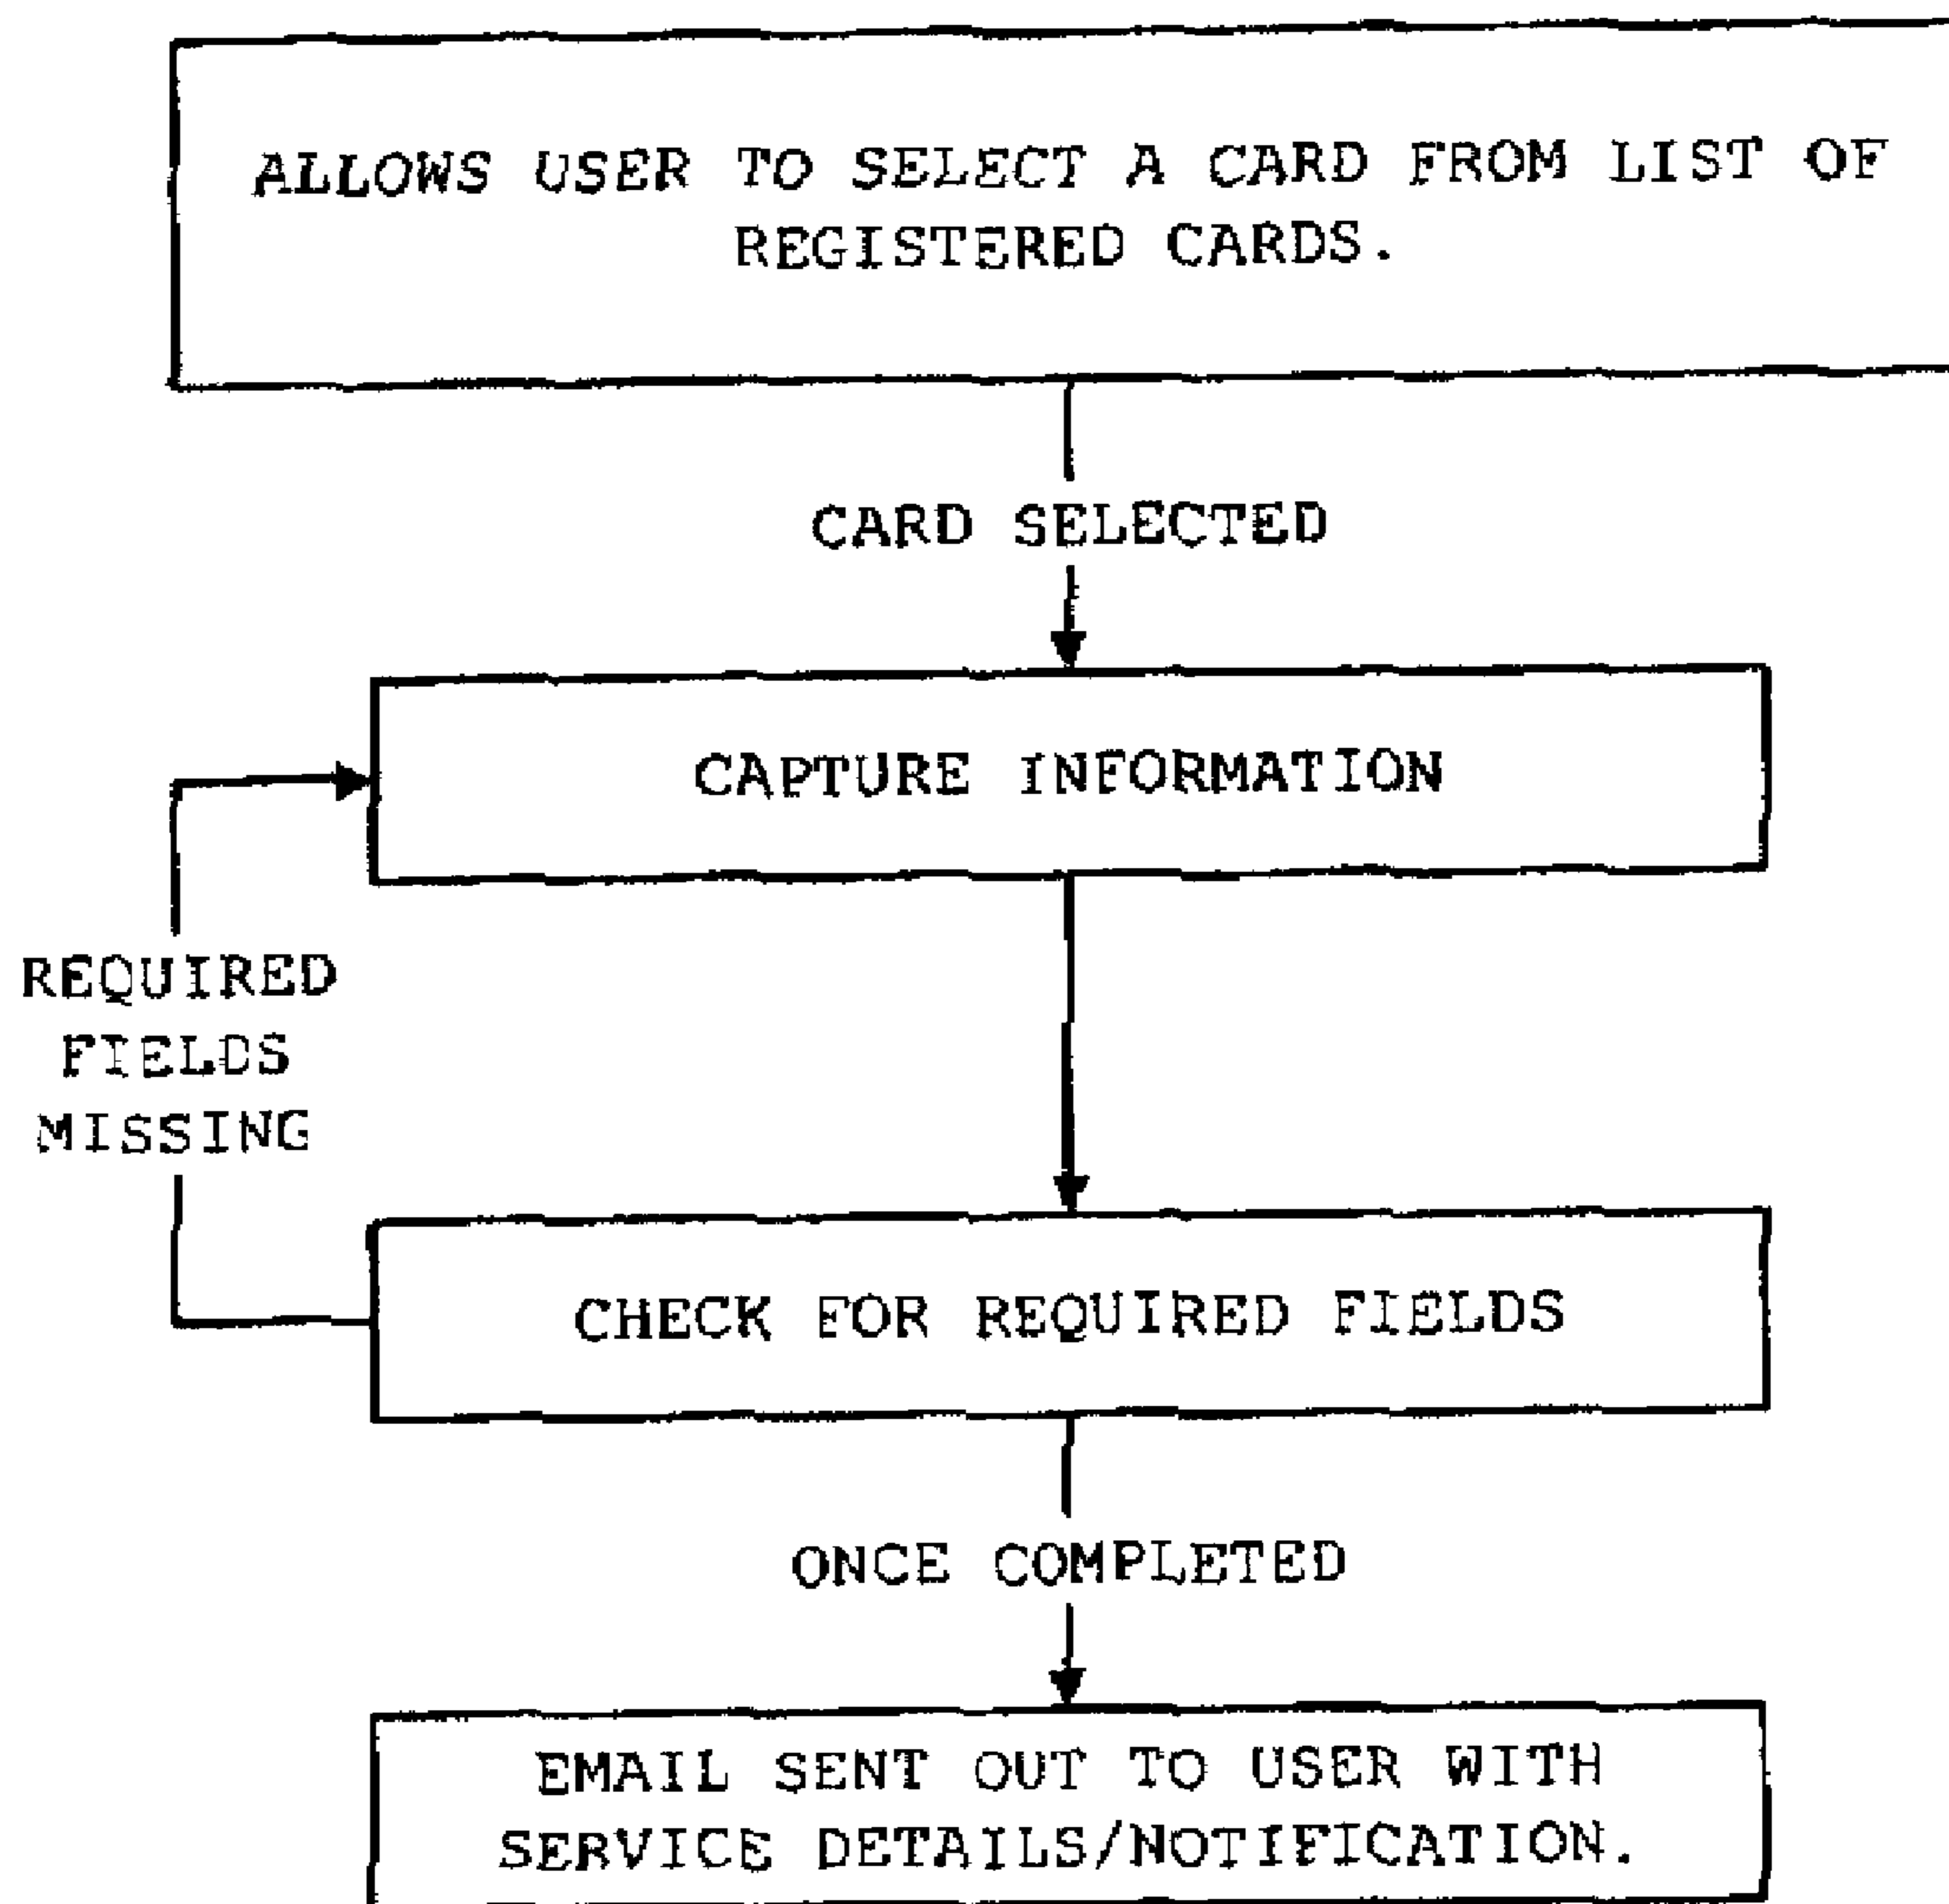 ALLOWS USER TO SELECT A CARD FROM LIST OF
REGISTERED CARDS.
CARD SELECTED
CAPTURE INFORMATION
REQUIRED
FIELDS
MISSING
CHECK FOR REQUIRED FIELDS
ONCE COMPLETED
EMAIL SENT OUT TO USER WITH
SERVICE DETAILS/NOTIFICATION.